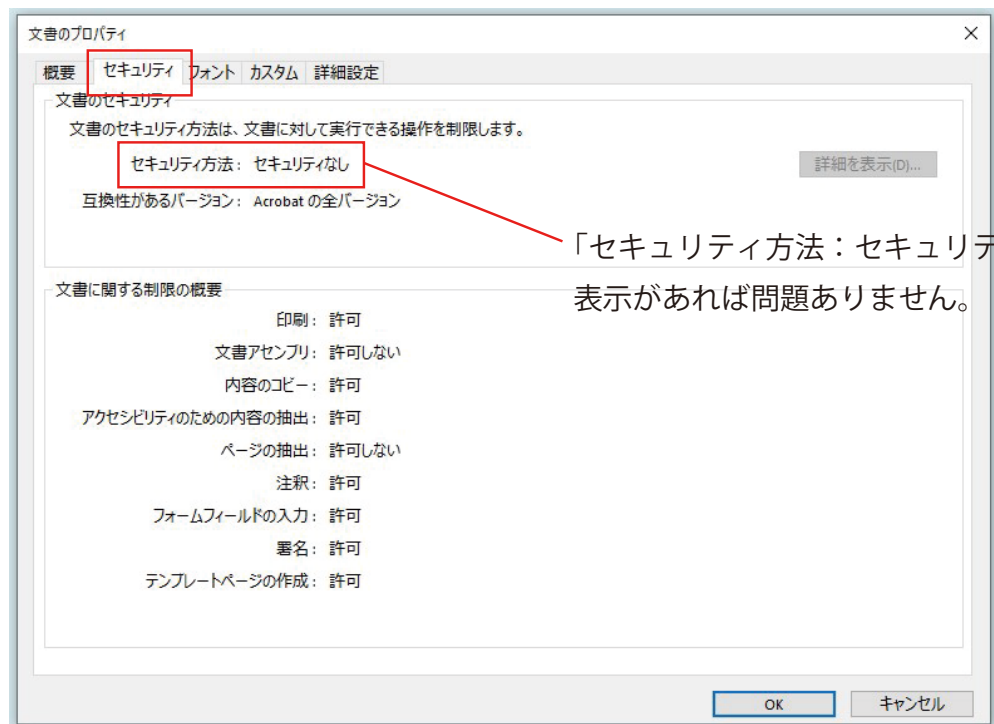 文書のプロパティ
概要 セキュリティ フォント カスタム 詳細設定
文書のセキュリティ
文書のセキュリティ方法は、文書に対して実行できる操作を制限します。
セキュリティ方法： セキュリティなし
詳細を表示(D)...
互換性があるバージョン： Acrobat の全バージョン
「セキュリティ方法：セキュリテ
表示があれば問題ありません。
文書に関する制限の概要
印刷： 許可
文書アセンブリ： 許可しない
内容のコピー： 許可
アクセシビリティのための内容の抽出： 許可
ページの抽出： 許可しない
注釈： 許可
フォームフィールドの入力： 許可
署名： 許可
テンプレートページの作成： 許可
OK キャンセル